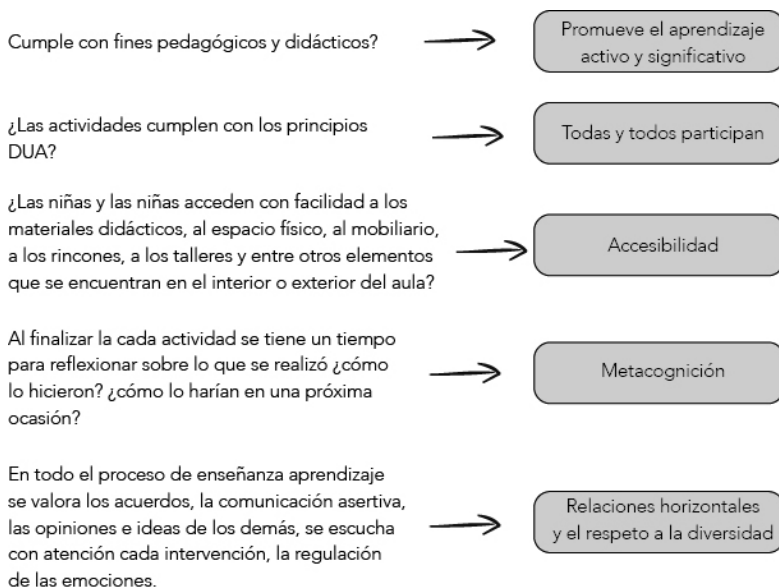 Cumple con fines pedagógicos y didácticos?
Promueve el aprendizaje
activo y significativo
¿Las actividades cumplen con los principios
DUA?
Todas y todos participan
¿Las niñas y las niñas acceden con facilidad a los
materiales didácticos, al espacio físico, al mobiliario,
a los rincones, a los talleres y entre otros elementos
que se encuentran en el interior o exterior del aula?
Accesibilidad
Al finalizar la cada actividad se tiene un tiempo
para reflexionar sobre lo que se realizó ¿cómo
lo hicieron? ¿cómo lo harían en una próxima
ocasión?
Metacognición
En todo el proceso de enseñanza aprendizaje
se valora los acuerdos, la comunicación asertiva,
las opiniones e ideas de los demás, se escucha
con atención cada intervención, la regulación
de las emociones.
Relaciones horizontales
y el respeto a la diversidad